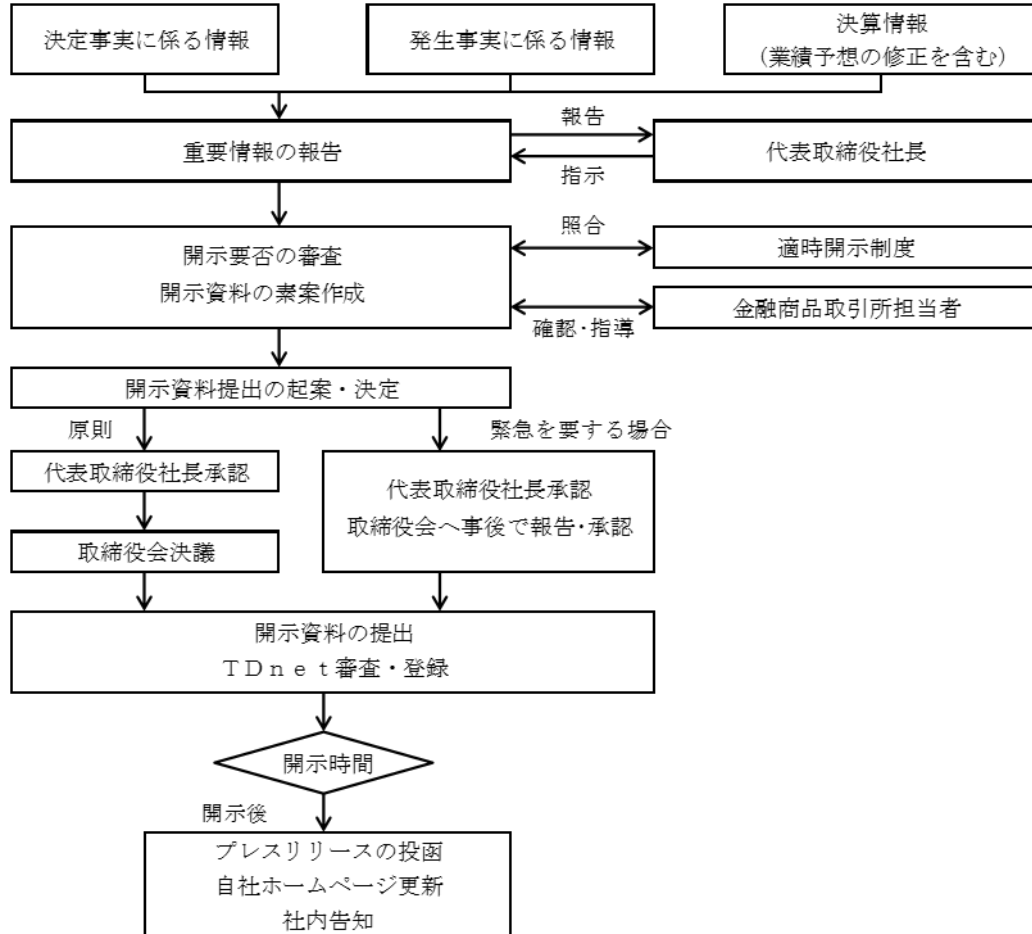 決定事実に係る情報
発生事実に係る情報
決算情報
(業績予想の修正を含む)
重要情報の報告
報告
指示
代表取締役社長
開示要否の審査
開示資料の素案作成
照合
適時開示制度
確認・指導
金融商品取引所担当者
開示資料提出の起案・決定
原則
緊急を要する場合
代表取締役社長承認
取締役会決議
代表取締役社長承認
取締役会へ事後で報告・承認
開示資料の提出
ＴＤｎｅｔ審査・登録
開示時間
開示後
プレスリリースの投函
自社ホームページ更新
社内告知